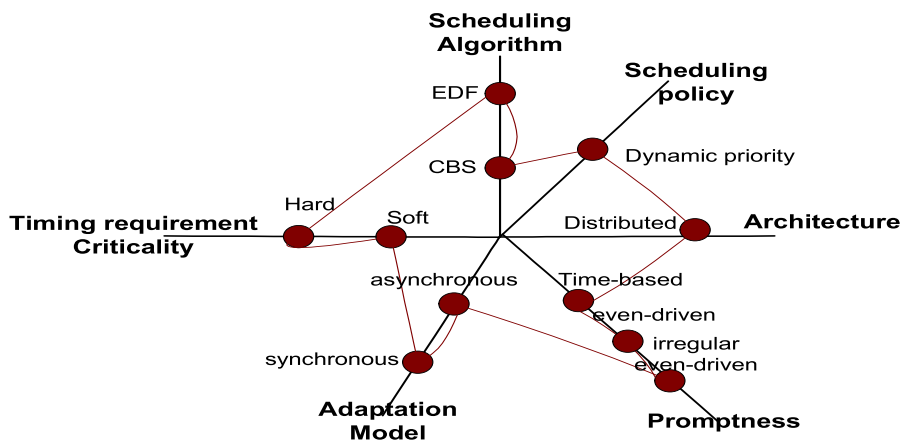 Scheduling
Algorithm
Scheduling
policy
EDF
Dynamic priority
CBS
Hard
Soft
Timing requirement
Criticality
Distributed
Architecture
asynchronous
Time-based
even-driven
irregular
even-driven
synchronous
Adaptation
Model
Promptness